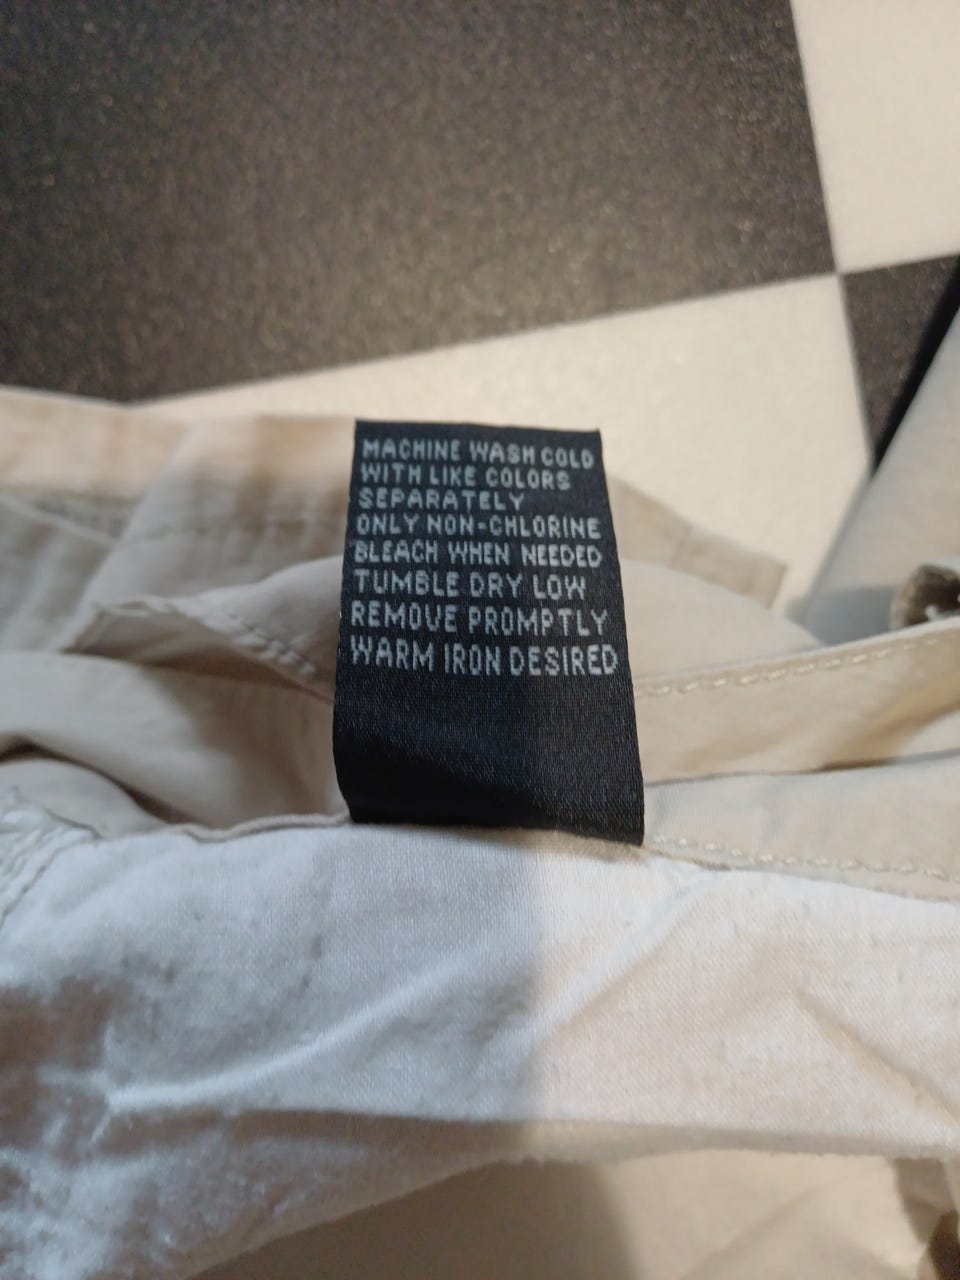 MACHINE WASH COLD
WITH LIKE COLORS
SEPARATELY
ONLY NON-CHLORINE
BLEACH WHEN NEEDED
TUMBLE DRY LOW
REMOVE PROMPTLY
WARM IRON DESIRED